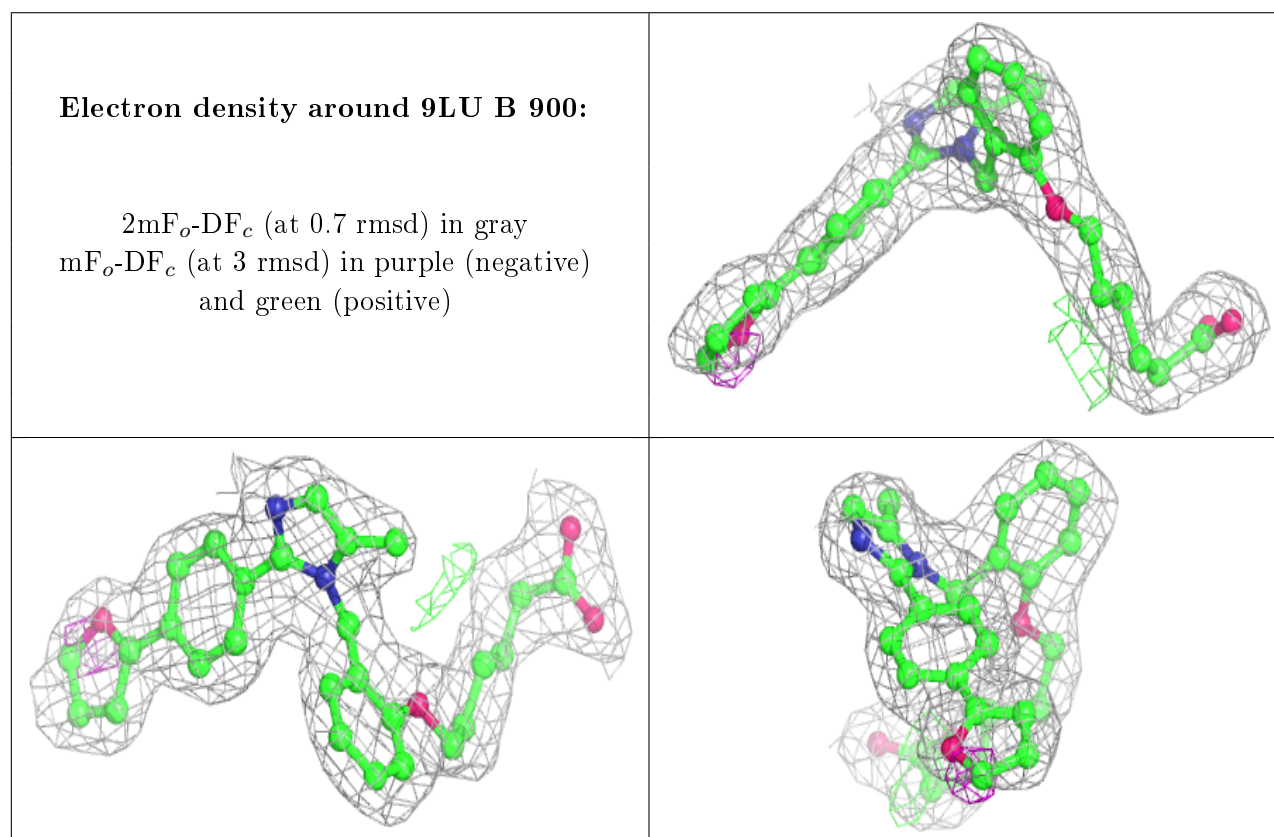 Electron density around 9LU B 900:
2mFo-DFc (at 0.7 rmsd) in gray
mFo-DFc (at 3 rmsd) in purple (negative)
and green (positive)